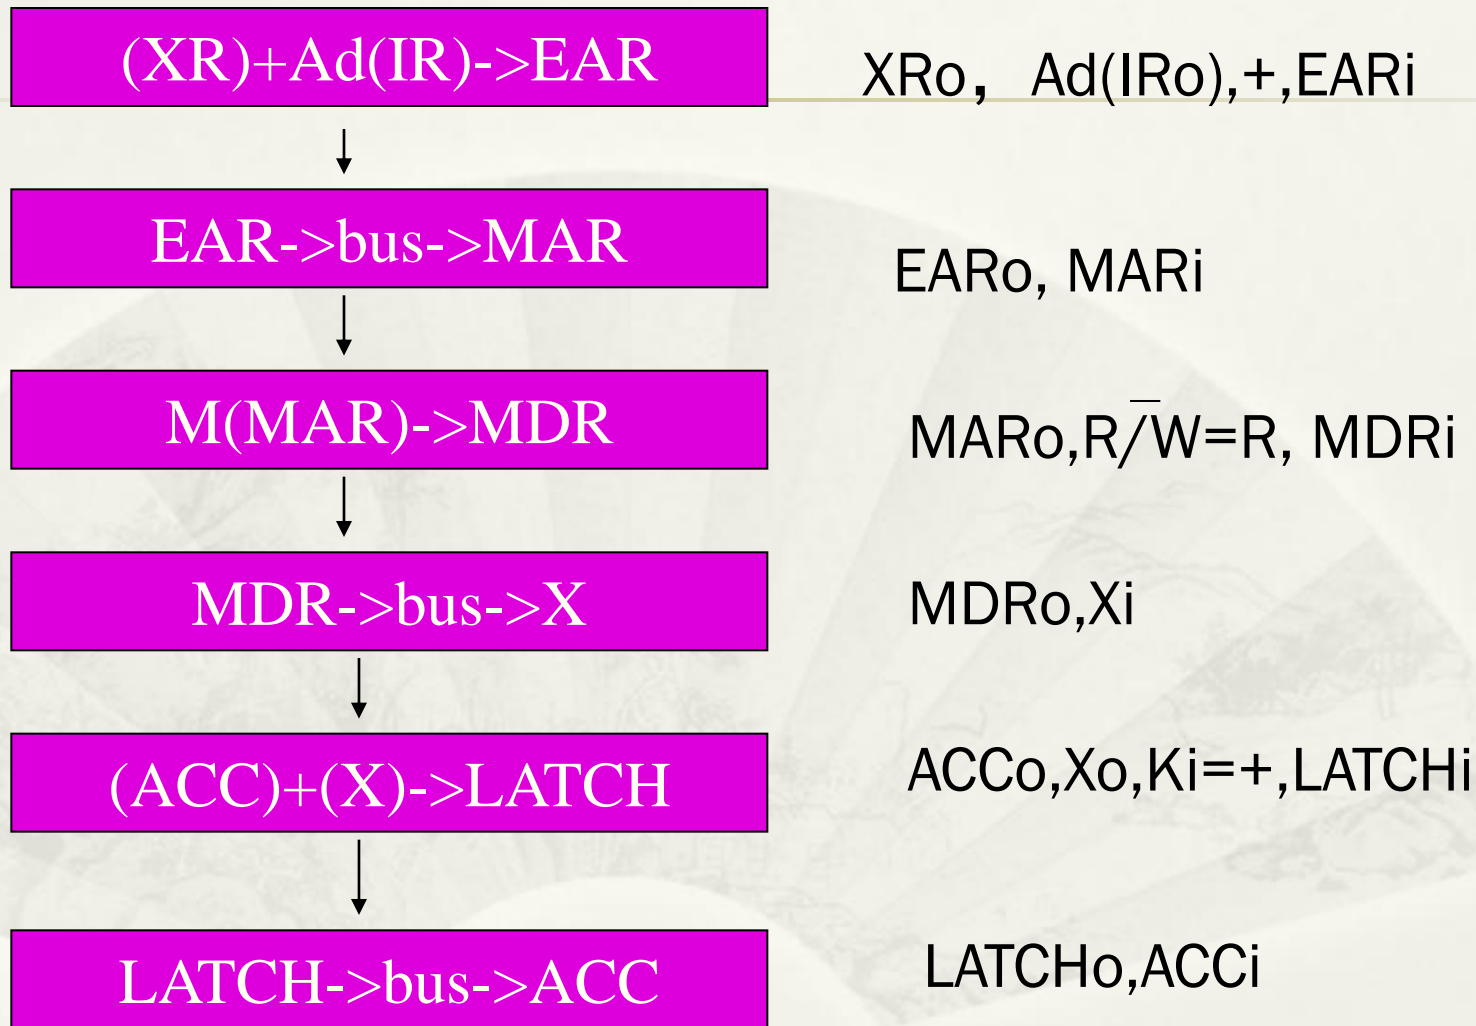 (XR)+Ad(IR)->EAR
XRo， Ad(IRo),+,EARi
EAR->bus->MAR
EARo, MARi
M(MAR)->MDR
MARo,R/W̅=R, MDRi
MDR->bus->X
MDRo,Xi
(ACC)+(X)->LATCH
ACCo,Xo,Ki=+,LATCHi
LATCH->bus->ACC
LATCHo,ACCi